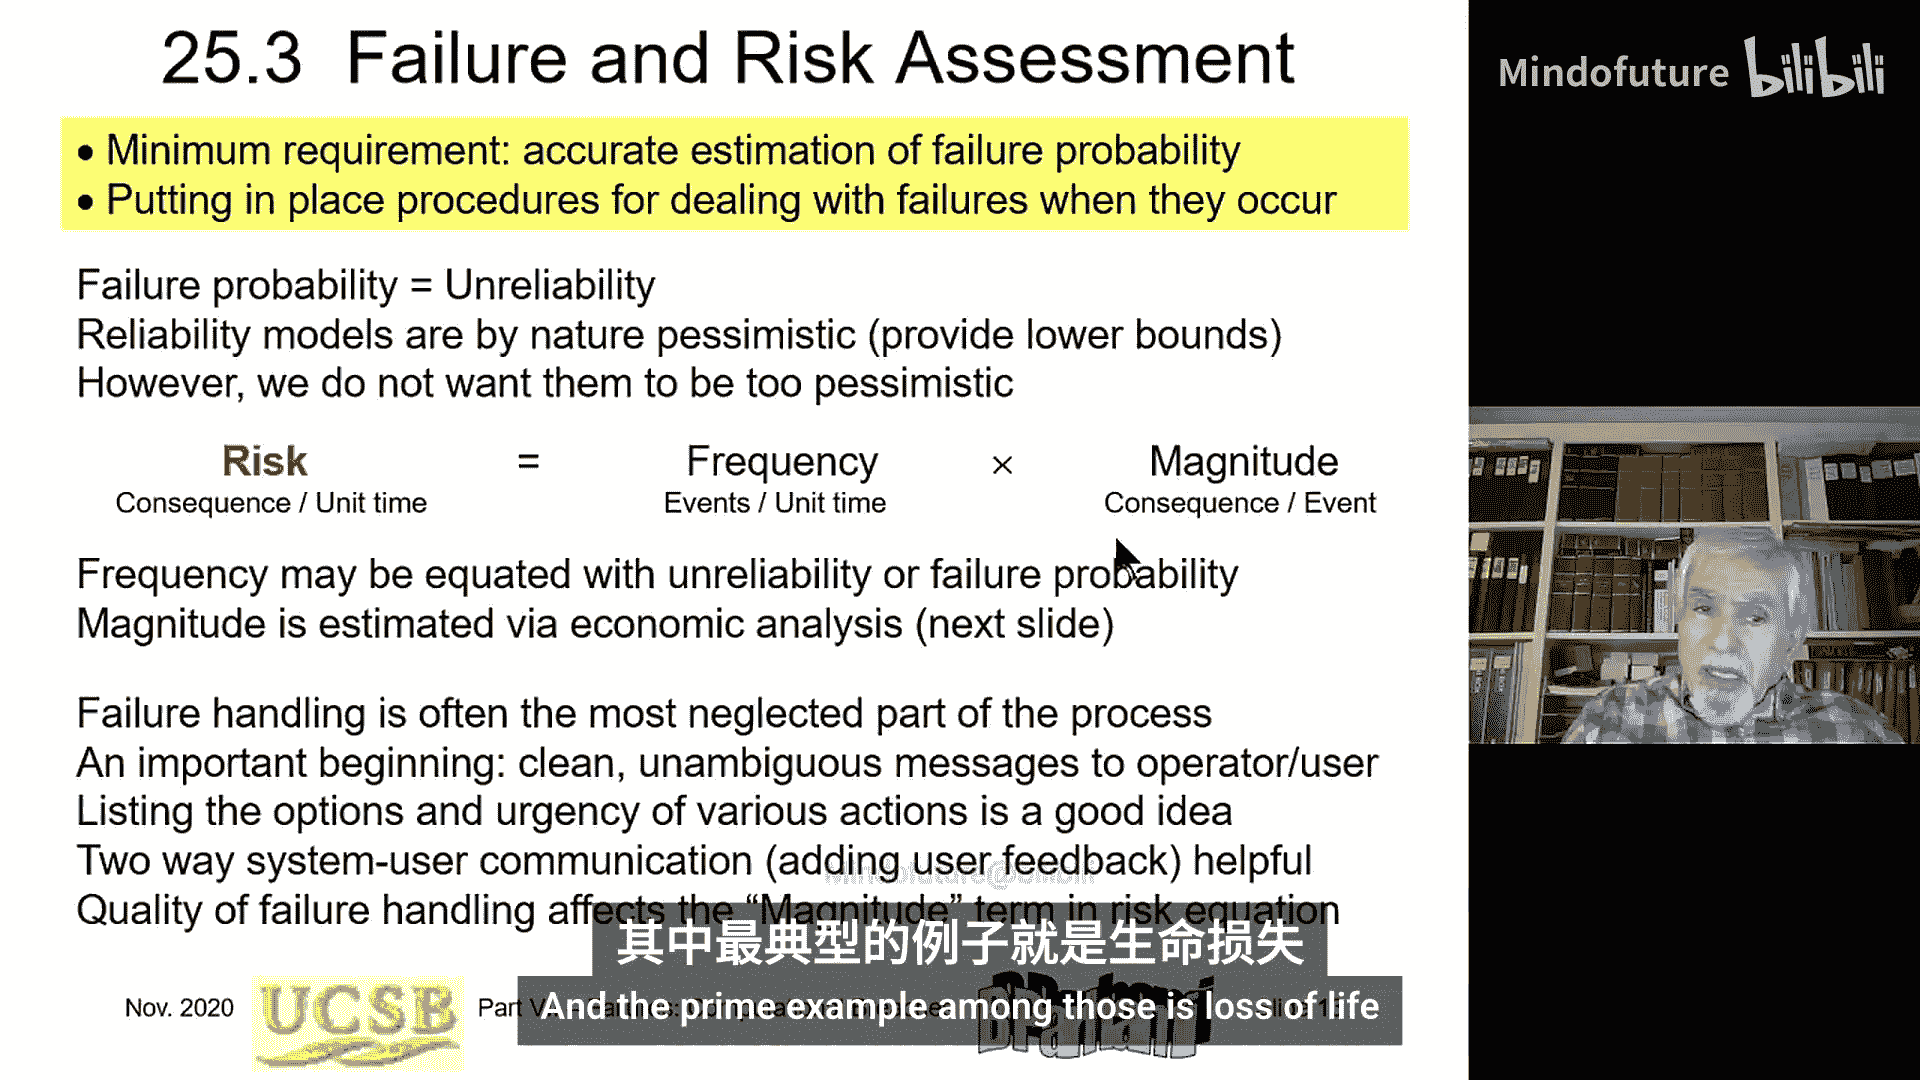 25.3 Failure and Risk Assessment
Mindofuture bilibili
• Minimum requirement: accurate estimation of failure probability
• Putting in place procedures for dealing with failures when they occur
Failure probability = Unreliability
Reliability models are by nature pessimistic (provide lower bounds)
However, we do not want them to be too pessimistic
Risk = Frequency × Magnitude
Consequence / Unit time Events / Unit time Consequence / Event
Frequency may be equated with unreliability or failure probability
Magnitude is estimated via economic analysis (next slide)
Failure handling is often the most neglected part of the process
An important beginning: clean, unambiguous messages to operator/user
Listing the options and urgency of various actions is a good idea
Two way system-user communication (adding user feedback) helpful
Mindofuture@bilibili
Quality of failure handling affects the “Magnitude” term in risk equation
其中最典型的例子就是生命损失
And the prime example among those is loss of life
Nov. 2020 UCSB Part